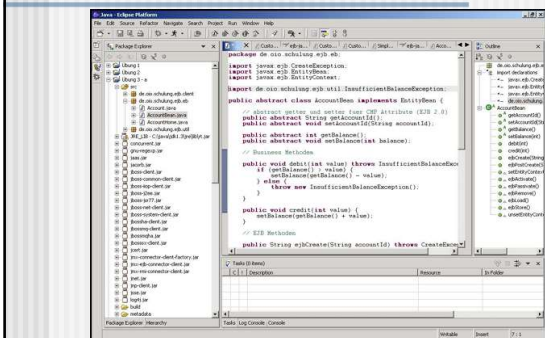 Java - Eclipse Platform
File Edit Source Refactor Navigate Search Project Run Window Help
Package Explorer
Übung 1
Übung 2
Übung 3 - a
src
de.oio.schulung.ejb.client
de.oio.schulung.ejb.eb
Account.java
AccountBean.java
AccountHome.java
de.oio.schulung.ejb.util
concurrent.jar
gnu-regexp.jar
jaas.jar
jacorb.jar
jboss-client.jar
jboss-common-client.jar
jboss-iiop-client.jar
jboss-j2ee.jar
jboss-jsr77.jar
jboss-net-client.jar
jboss-system-client.jar
jbossha-client.jar
jbossmq-client.jar
jbossmqha.jar
jbosssx-client.jar
jcert.jar
jmx-connector-client-factory.jar
jmx-ejb-connector-client.jar
jmx-rmi-connector-client.jar
jnet.jar
jnp-client.jar
jsse.jar
log4j.jar
build
metadata
Package Explorer Hierarchy
package de.oio.schulung.ejb.eb;
import javax.ejb.CreateException;
import javax.ejb.EntityBean;
import javax.ejb.EntityContext;
import de.oio.schulung.ejb.util.InsufficientBalanceException;
public abstract class AccountBean implements EntityBean {
// abstract getter und setter fuer CMP Attribute (EJB 2.0)
public abstract String getAccountId();
public abstract void setAccountId(String accountId);
public abstract int getBalance();
public abstract void setBalance(int balance);
// Business Methoden
public void debit(int value) throws InsufficientBalanceExce
if (getBalance() > value) {
setBalance(getBalance() - value);
} else {
throw new InsufficientBalanceException();
}
}
public void credit(int value) {
setBalance(getBalance() + value);
}
// EJB Methoden
public String ejbCreate(String accountId) throws CreateExce
Outline
de.oio.schulung.e
import declarations
javax.ejb.Create
javax.ejb.Entity
javax.ejb.Entity
de.oio.schulung.
AccountBean
getAccountId()
setAccountId(Str
getBalance()
setBalance(int)
debit(int)
credit(int)
ejbCreate(String
ejbPostCreate(S
setEntityContext
ejbActivate()
ejbPassivate()
ejbRemove()
ejbLoad()
ejbStore()
unsetEntityCont
Tasks (0 items)
C ! Description Resource In Folder
Tasks Log Console Console
Writable Insert 7 : 1